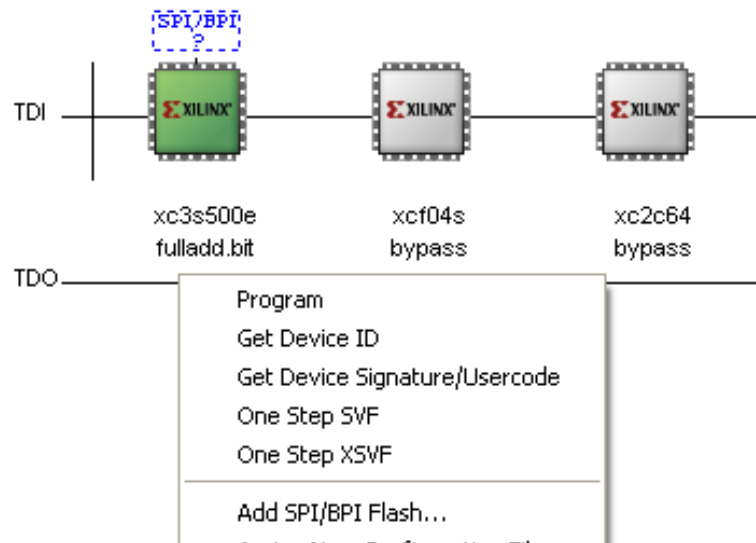 SPI/BPI
?
TDI
XILINX XILINX XILINX
xc3s500e xcf04s xc2c64
fulladd.bit bypass bypass
TDO
Program
Get Device ID
Get Device Signature/Usercode
One Step SVF
One Step XSVF
Add SPI/BPI Flash...